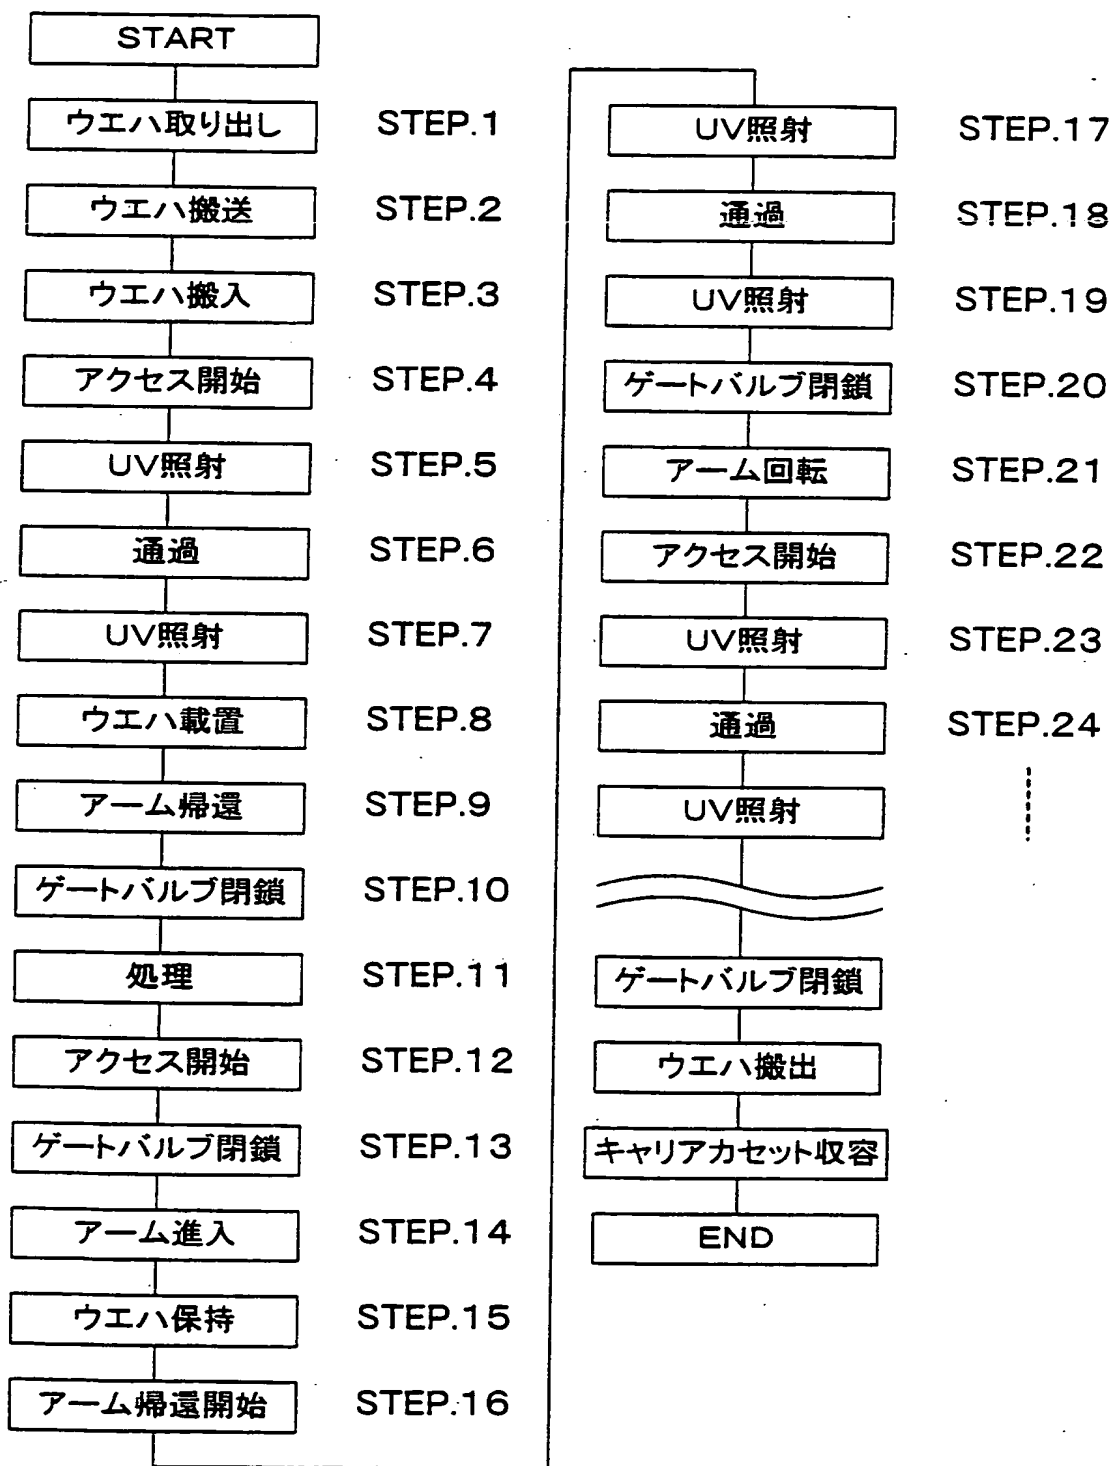 START
ウエハ取り出し STEP.1
ウエハ搬送 STEP.2
ウエハ搬入 STEP.3
アクセス開始 STEP.4
UV照射 STEP.5
通過 STEP.6
UV照射 STEP.7
ウエハ載置 STEP.8
アーム帰還 STEP.9
ゲートバルブ閉鎖 STEP.10
処理 STEP.11
アクセス開始 STEP.12
ゲートバルブ閉鎖 STEP.13
アーム進入 STEP.14
ウエハ保持 STEP.15
アーム帰還開始 STEP.16
UV照射 STEP.17
通過 STEP.18
UV照射 STEP.19
ゲートバルブ閉鎖 STEP.20
アーム回転 STEP.21
アクセス開始 STEP.22
UV照射 STEP.23
通過 STEP.24
UV照射
ゲートバルブ閉鎖
ウエハ搬出
キャリアカセット収容
END